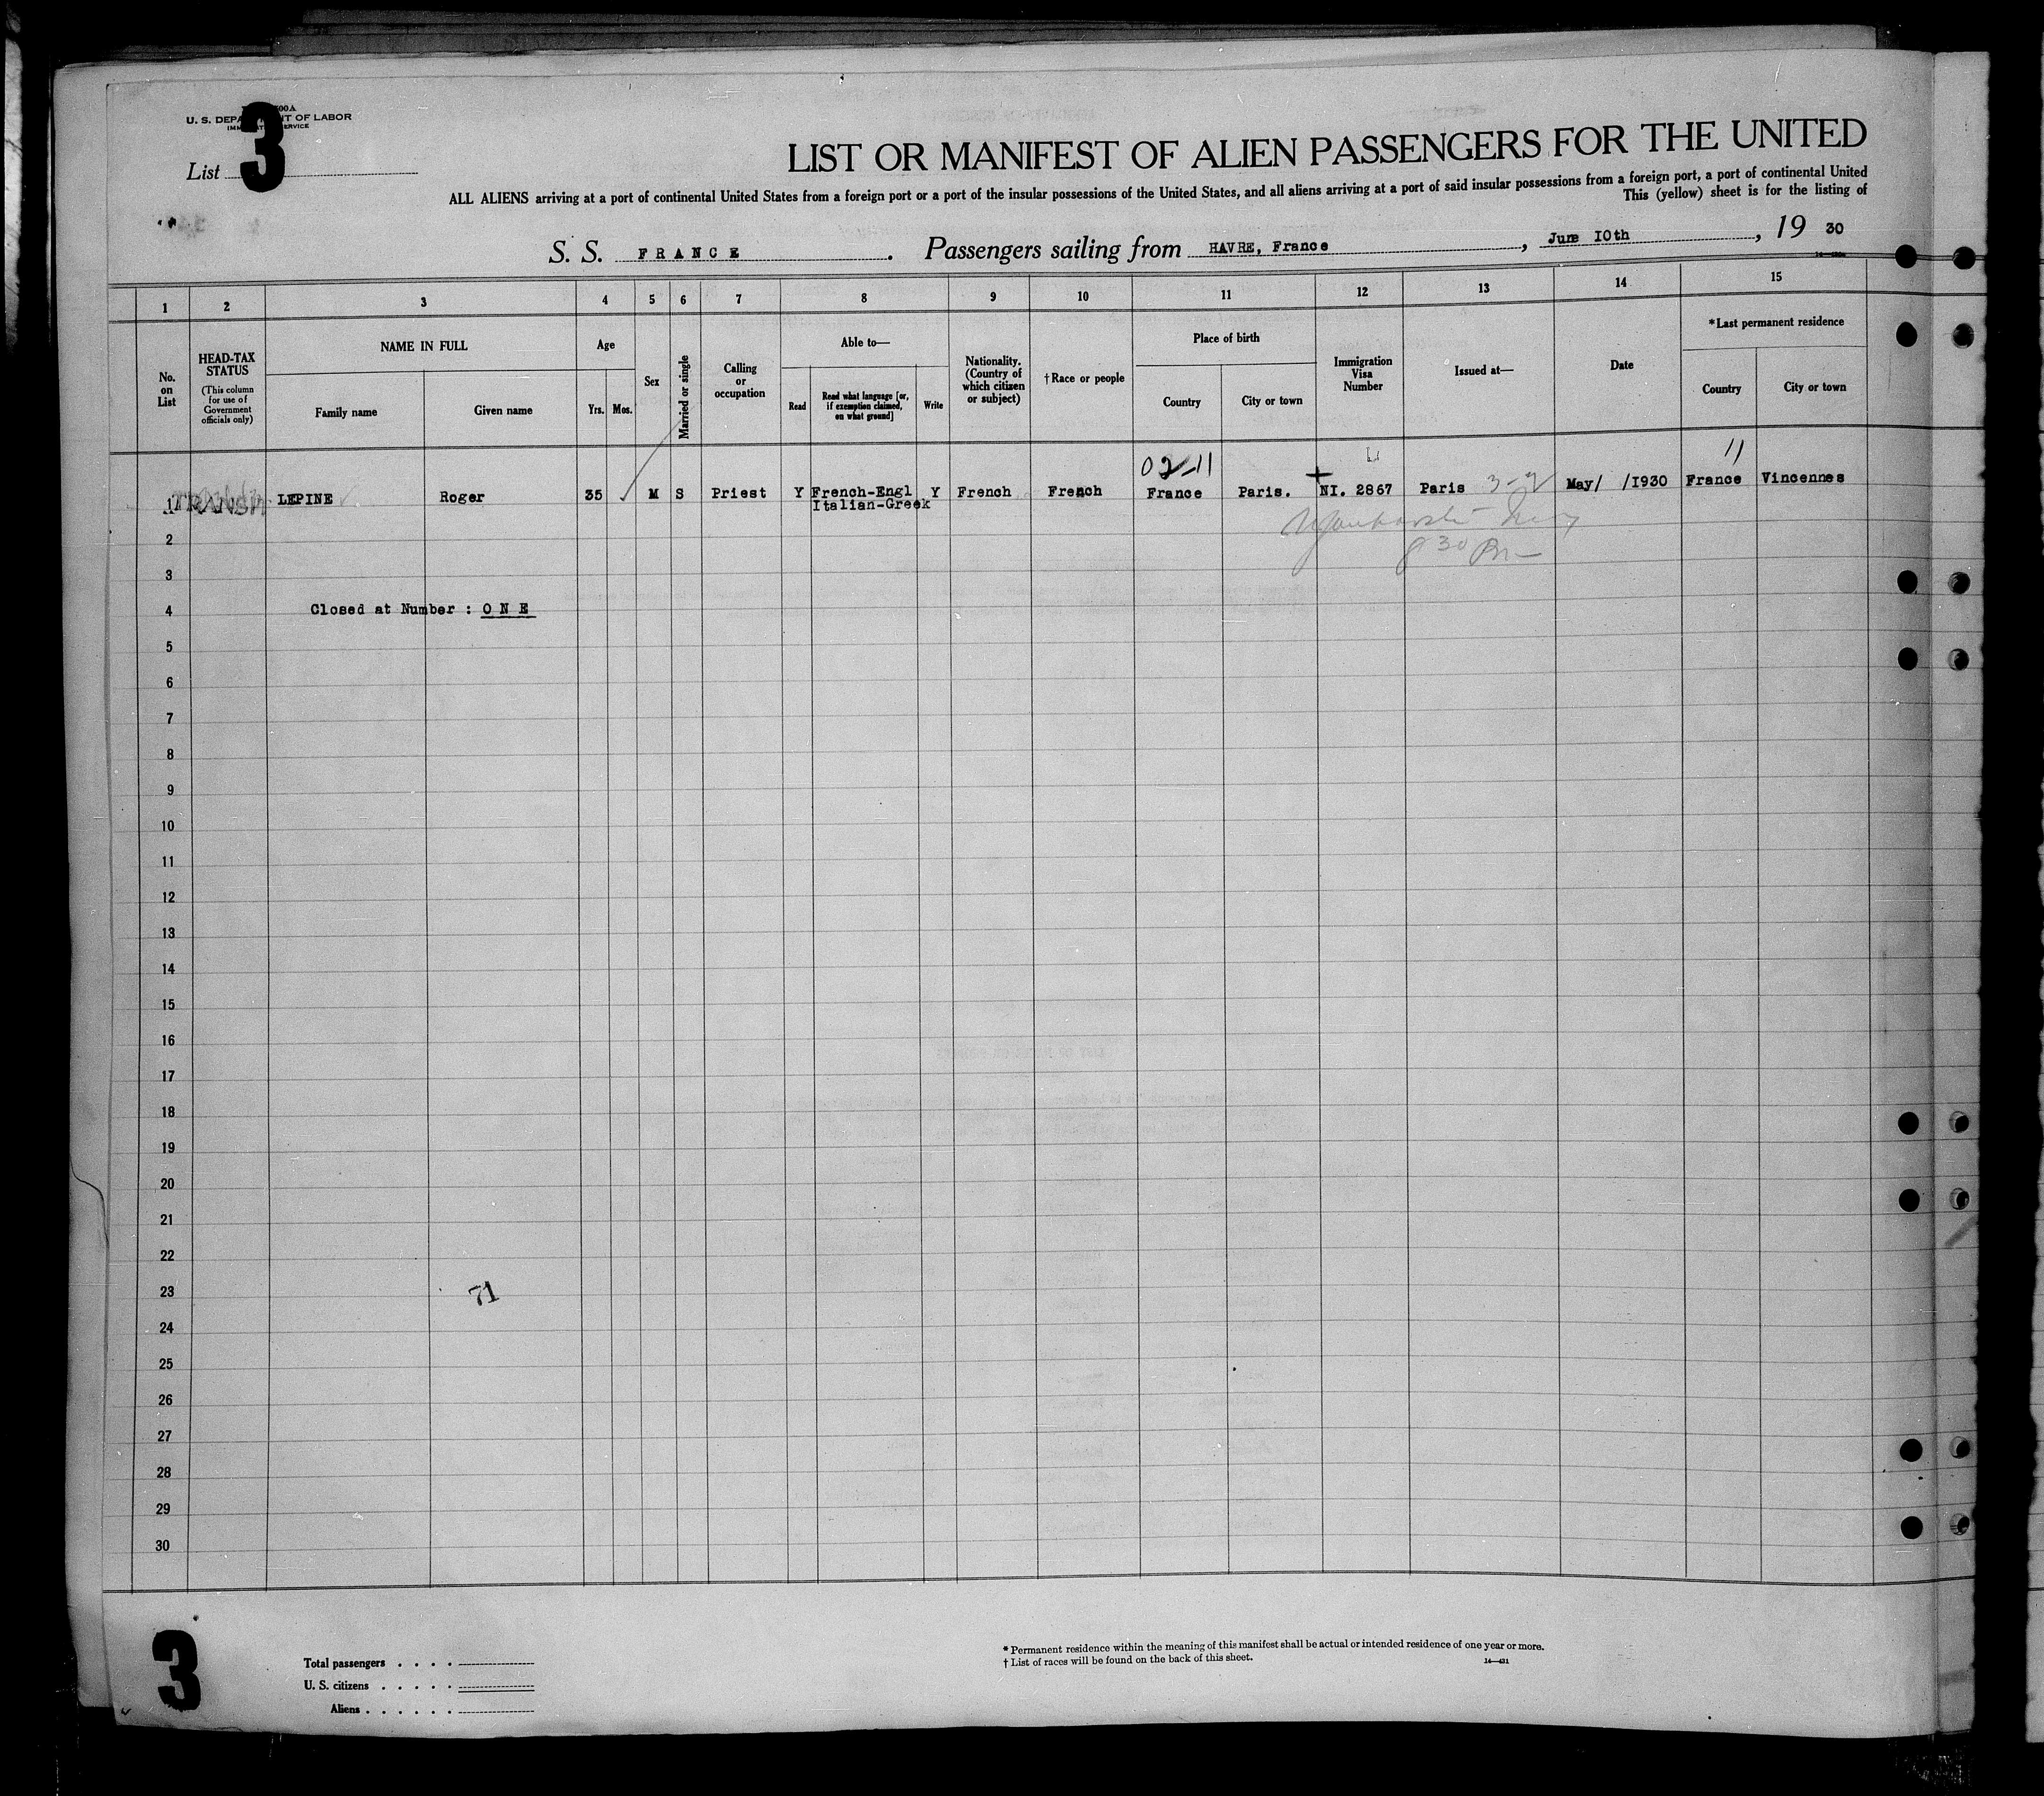 U. S. DEPA T OF LABOR
List 3
LIST OR MANIFEST OF ALIEN PASSENGERS FOR THE UNITED
ALL ALIENS arriving at a port of continental United States from a foreign port or a port of the insular possessions of the United States, and all aliens arriving at a port of said insular possessions from a foreign port, a port of continental United
This (yellow) sheet is for the listing of
S. S. FRANCE. Passengers sailing from HAVRE, France, June 10th, 19 30
1 2 3 4 5 6 7 8 9 10 11 12 13 14 15
No. on List
HEAD-TAX STATUS
(This column for use of Government officials only)
NAME IN FULL
Family name
Given name
Age
Yrs. Mos.
Sex
Married or single
Calling or occupation
Able to—
Read
Read what language [or, if exemption claimed, on what ground]
Write
Nationality. (Country of which citizen or subject)
†Race or people
Place of birth
Country
City or town
Immigration Visa Number
Issued at—
Date
*Last permanent residence
Country
City or town
02-11
11
1 TRANSIT LEPINE Roger 35 M S Priest Y French-Engl Y French French France Paris. NI. 2867 Paris 3-2 May/ /1930 France Vincennes
Italian-Greek
2
8 30 Pm
3
4 Closed at Number : ONE
5
6
7
8
9
10
11
12
13
14
15
16
17
18
19
20
21
22
23 71
24
25
26
27
28
29
30
3
Total passengers . . . .
U. S. citizens . . . . .
Aliens . . . . . .
* Permanent residence within the meaning of this manifest shall be actual or intended residence of one year or more.
† List of races will be found on the back of this sheet.
14—431